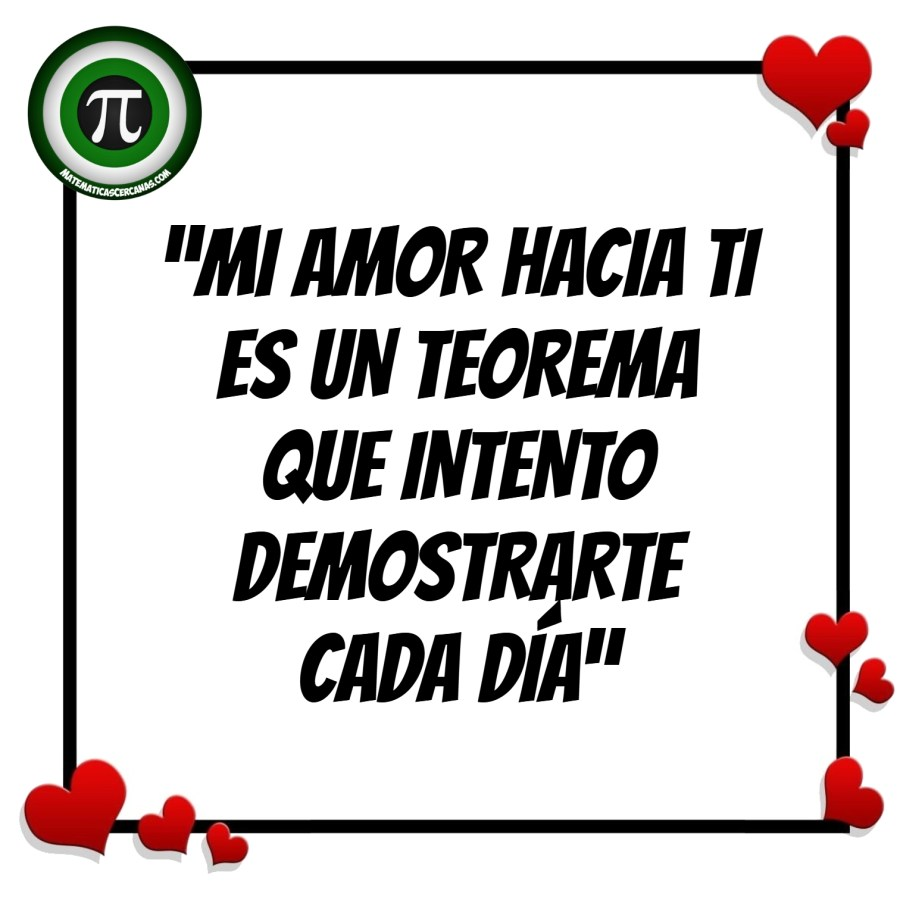 π
MATEMATICASCERCANAS.COM
"MI AMOR HACIA TI
ES UN TEOREMA
QUE INTENTO
DEMOSTRARTE
CADA DÍA"